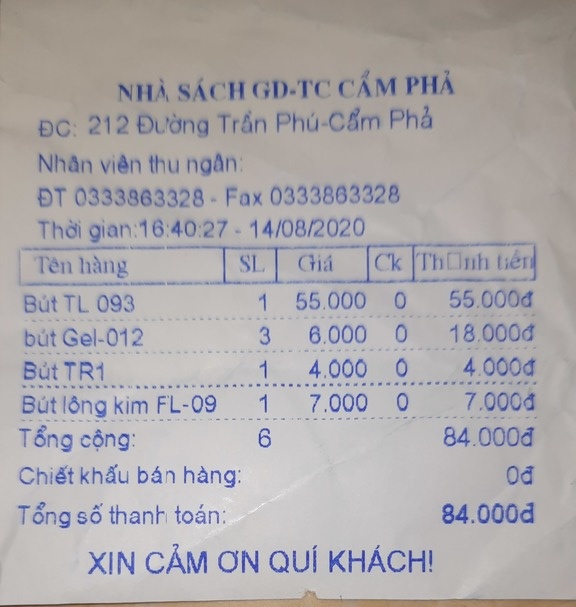 NHÀ SÁCH GD-TC CẨM PHẢ
ĐC: 212 Đường Trần Phú-Cẩm Phả
Nhân viên thu ngân:
ĐT 0333863328 - Fax 0333863328
Thời gian:16:40:27 - 14/08/2020
Tên hàng SL Giá Ck Th□nh tiền
Bút TL 093 1 55.000 0 55.000đ
bút Gel-012 3 6.000 0 18.000đ
Bút TR1 1 4.000 0 4.000đ
Bút lông kim FL-09 1 7.000 0 7.000đ
Tổng cộng: 6 84.000đ
Chiết khấu bán hàng: 0đ
Tổng số thanh toán: 84.000đ
XIN CẢM ƠN QUÍ KHÁCH!